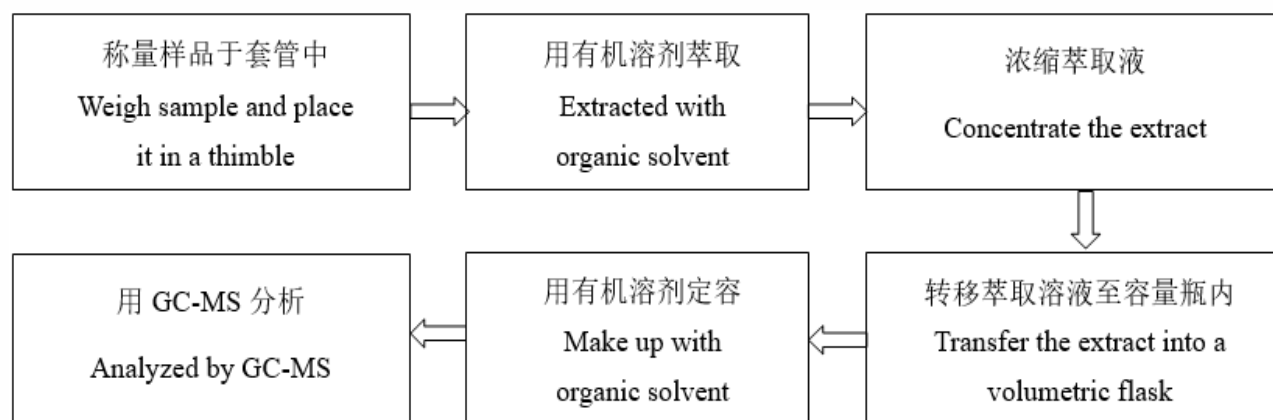 称量样品于套管中
Weigh sample and place
it in a thimble
用有机溶剂萃取
Extracted with
organic solvent
浓缩萃取液
Concentrate the extract
转移萃取溶液至容量瓶内
Transfer the extract into a
volumetric flask
用有机溶剂定容
Make up with
organic solvent
用 GC-MS 分析
Analyzed by GC-MS